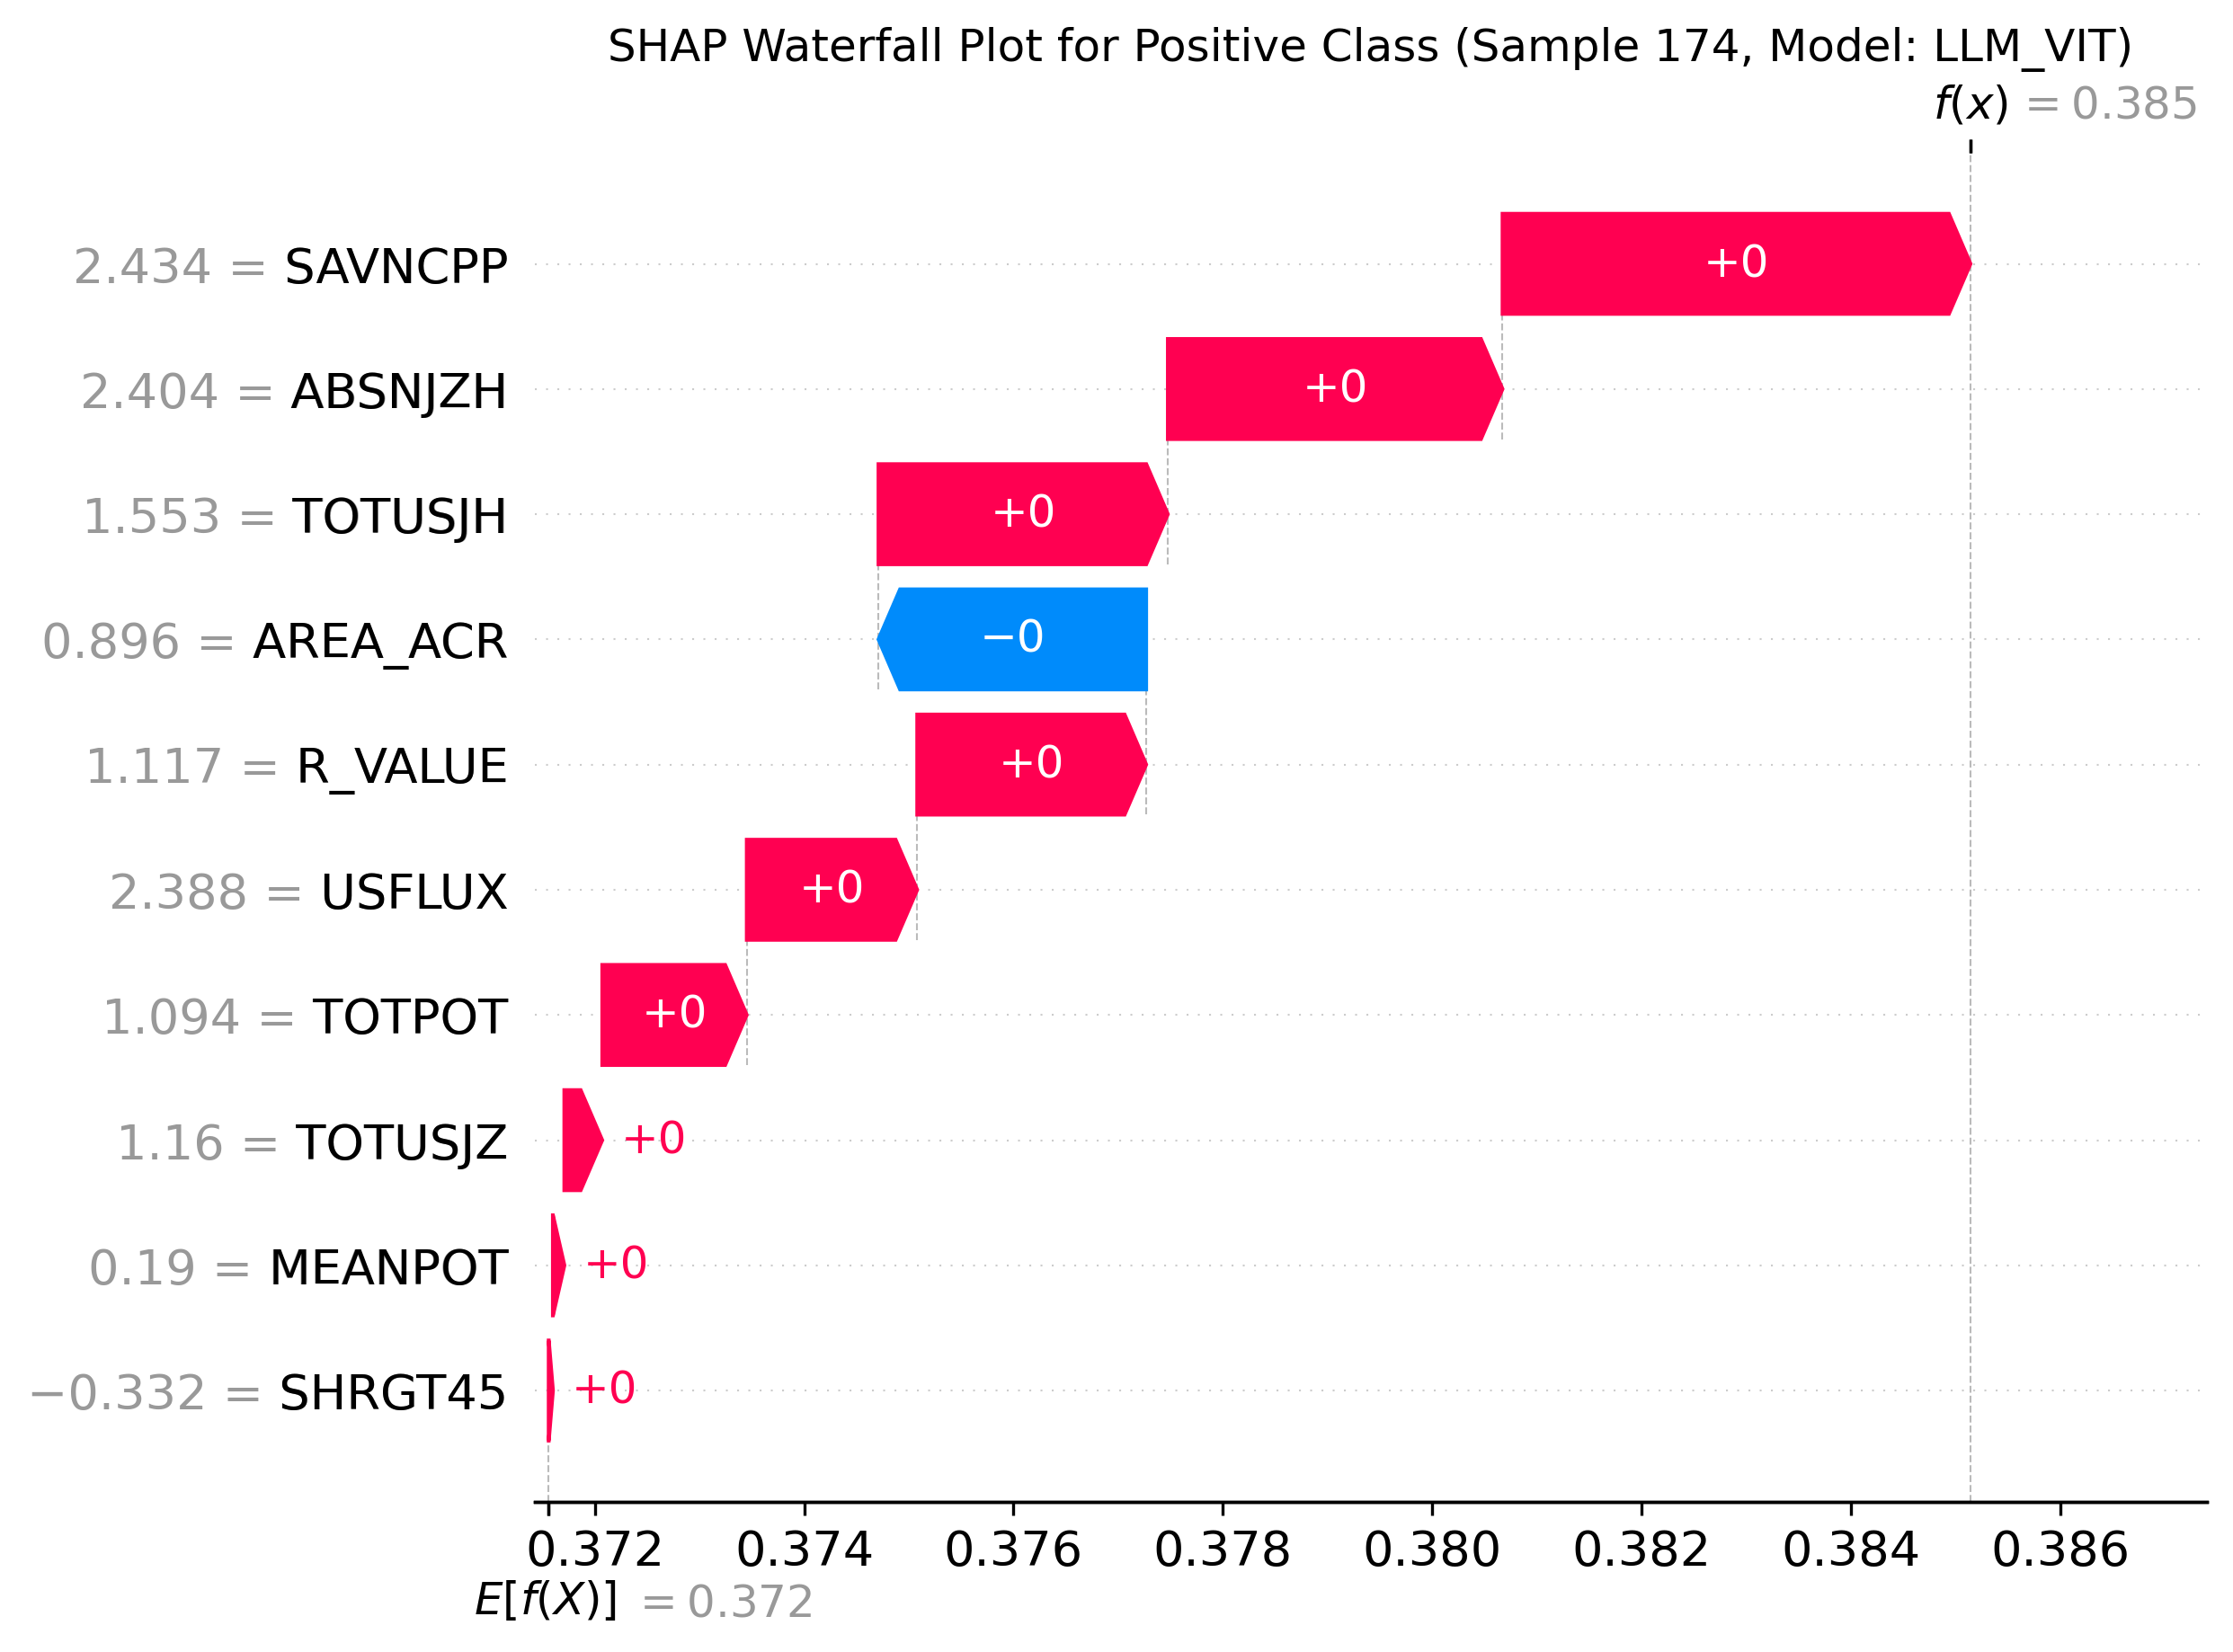 SHAP Waterfall Plot for Positive Class (Sample 174, Model: LLM_VIT)
f(x) = 0.385
2.434 = SAVNCPP +0
2.404 = ABSNJZH +0
1.553 = TOTUSJH +0
0.896 = AREA_ACR −0
1.117 = R_VALUE +0
2.388 = USFLUX +0
1.094 = TOTPOT +0
1.16 = TOTUSJZ +0
0.19 = MEANPOT +0
−0.332 = SHRGT45 +0
0.372 0.374 0.376 0.378 0.380 0.382 0.384 0.386
E[f(X)] = 0.372